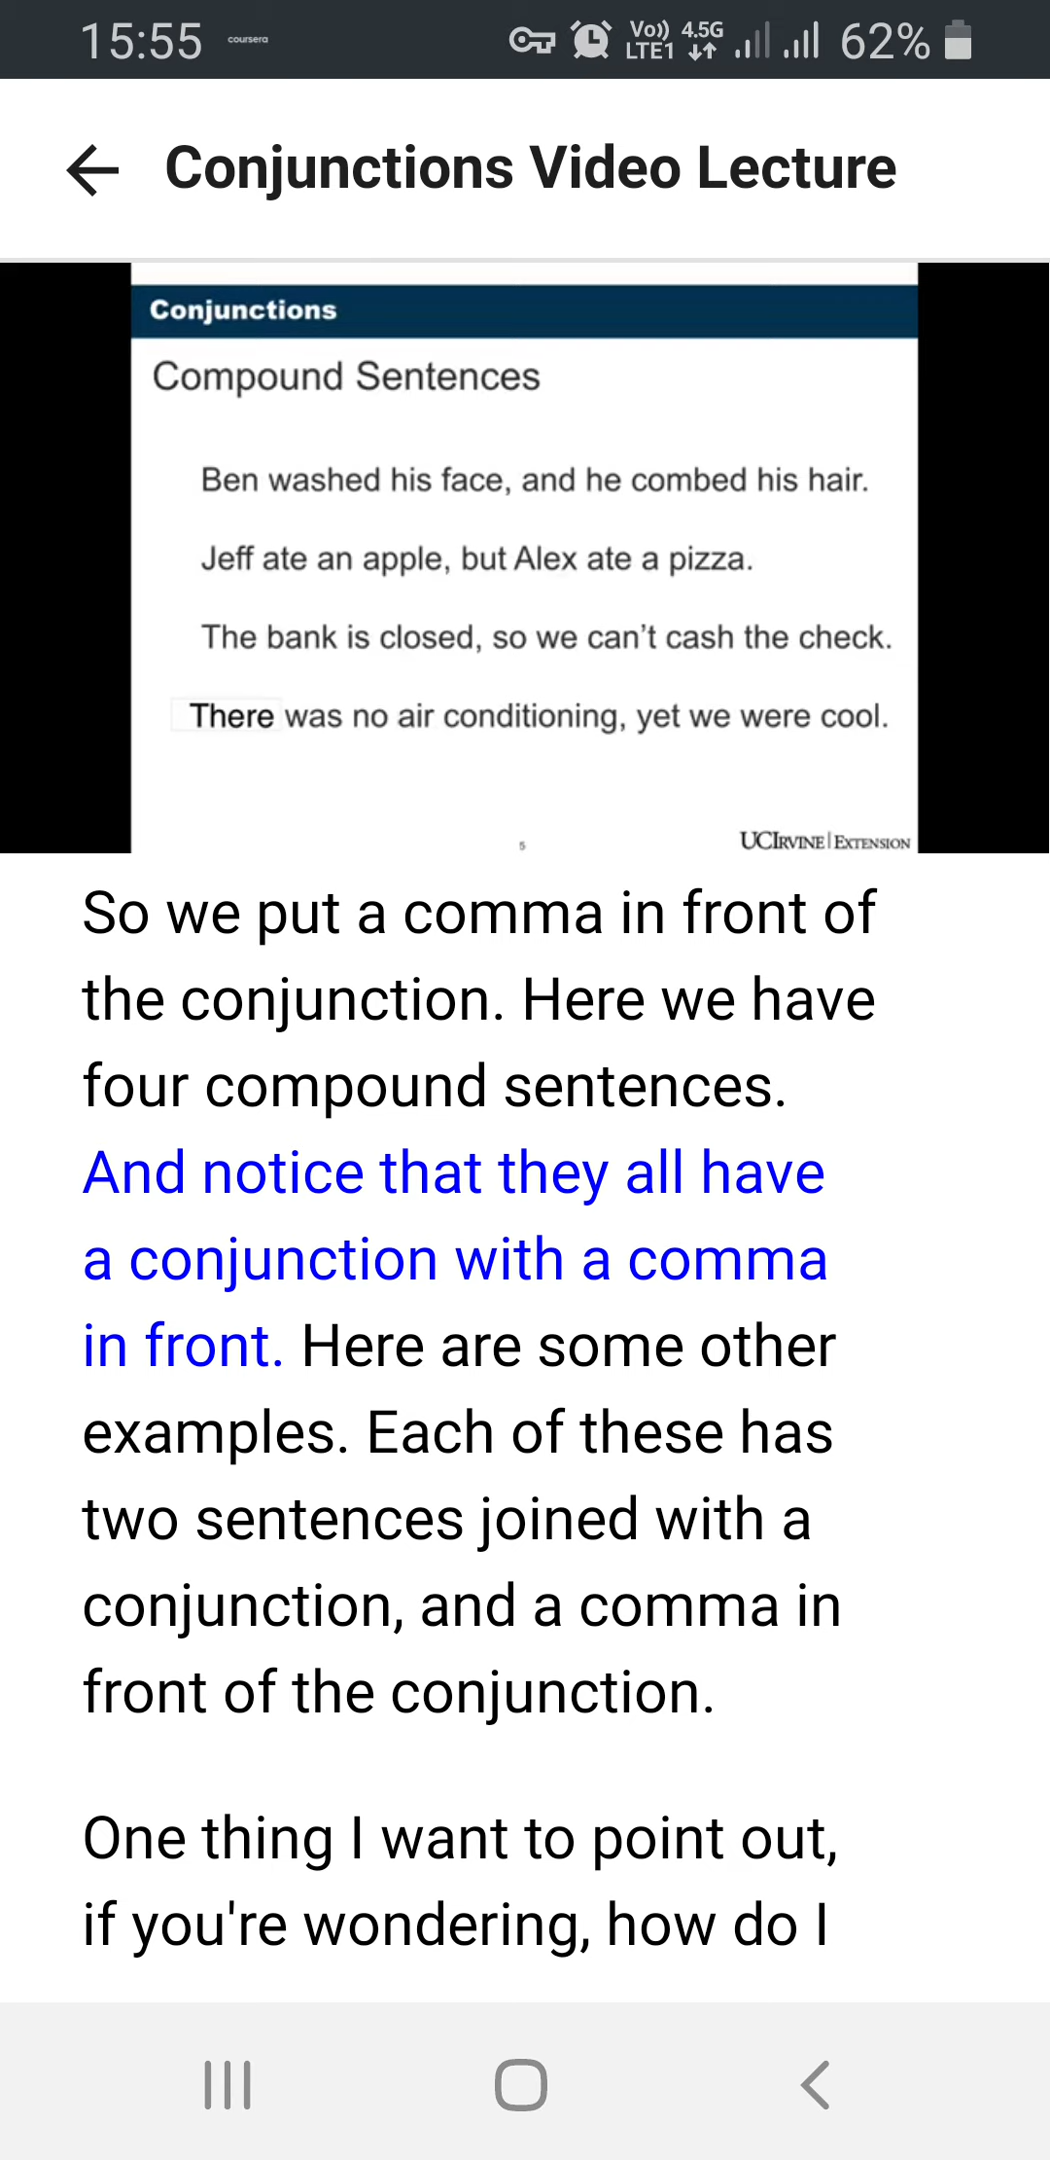 15:55 coursera Vo)) LTE1 4.5G 62%
Conjunctions Video Lecture
Conjunctions
Compound Sentences
Ben washed his face, and he combed his hair.
Jeff ate an apple, but Alex ate a pizza.
The bank is closed, so we can't cash the check.
There was no air conditioning, yet we were cool.
5 UCIRVINE | EXTENSION
So we put a comma in front of
the conjunction. Here we have
four compound sentences.
And notice that they all have
a conjunction with a comma
in front. Here are some other
examples. Each of these has
two sentences joined with a
conjunction, and a comma in
front of the conjunction.
One thing I want to point out,
if you're wondering, how do I